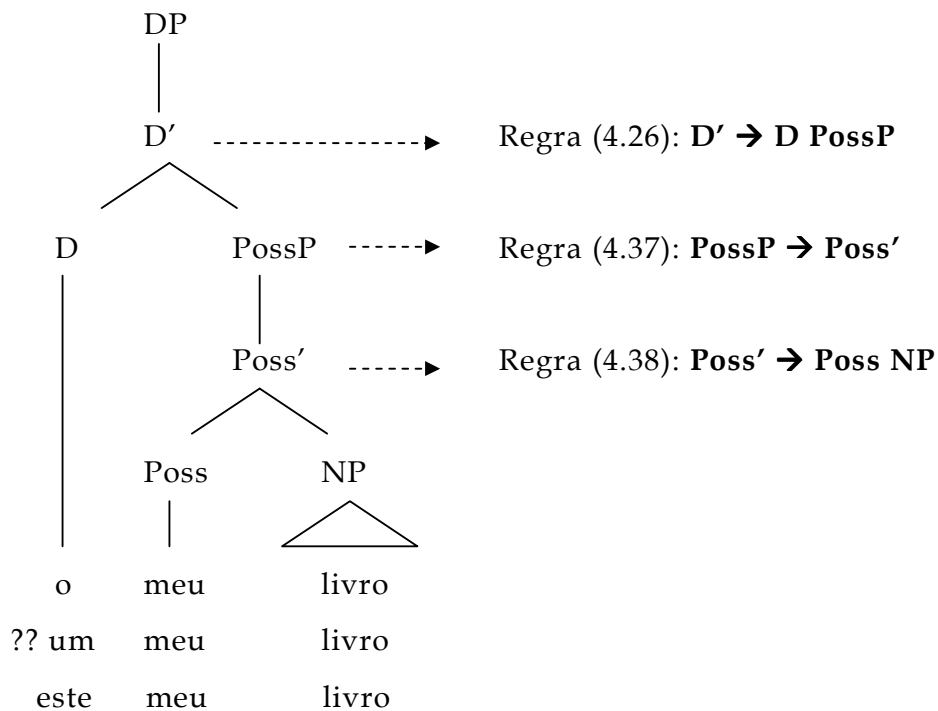 DP
D' Regra (4.26): D' → D PossP
D PossP Regra (4.37): PossP → Poss'
Poss' Regra (4.38): Poss' → Poss NP
Poss NP
o meu livro
?? um meu livro
este meu livro